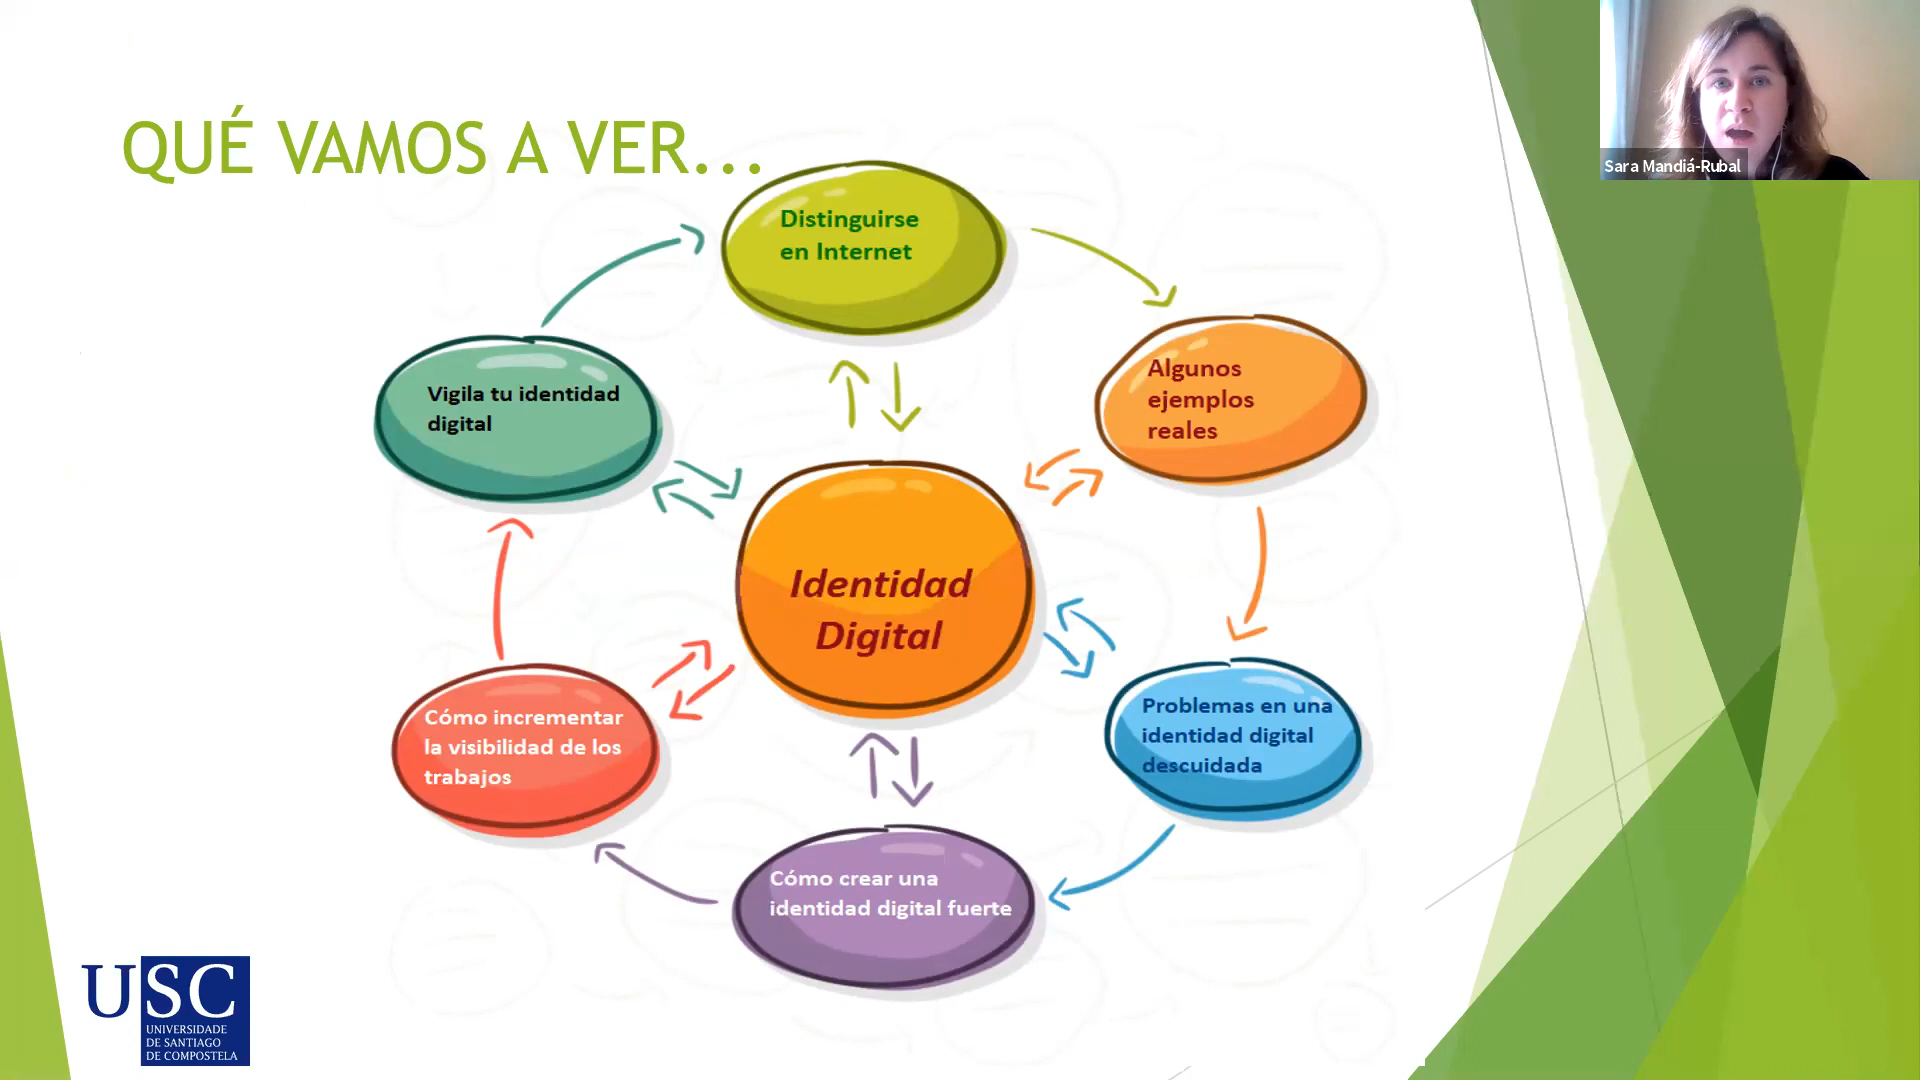 QUÉ VAMOS A VER...
Sara Mandiá-Rubal
Distinguirse
en Internet
Algunos
ejemplos
reales
Vigila tu identidad
digital
Identidad
Digital
Problemas en una
identidad digital
descuidada
Cómo incrementar
la visibilidad de los
trabajos
Cómo crear una
identidad digital fuerte
USC
UNIVERSIDADE
DE SANTIAGO
DE COMPOSTELA